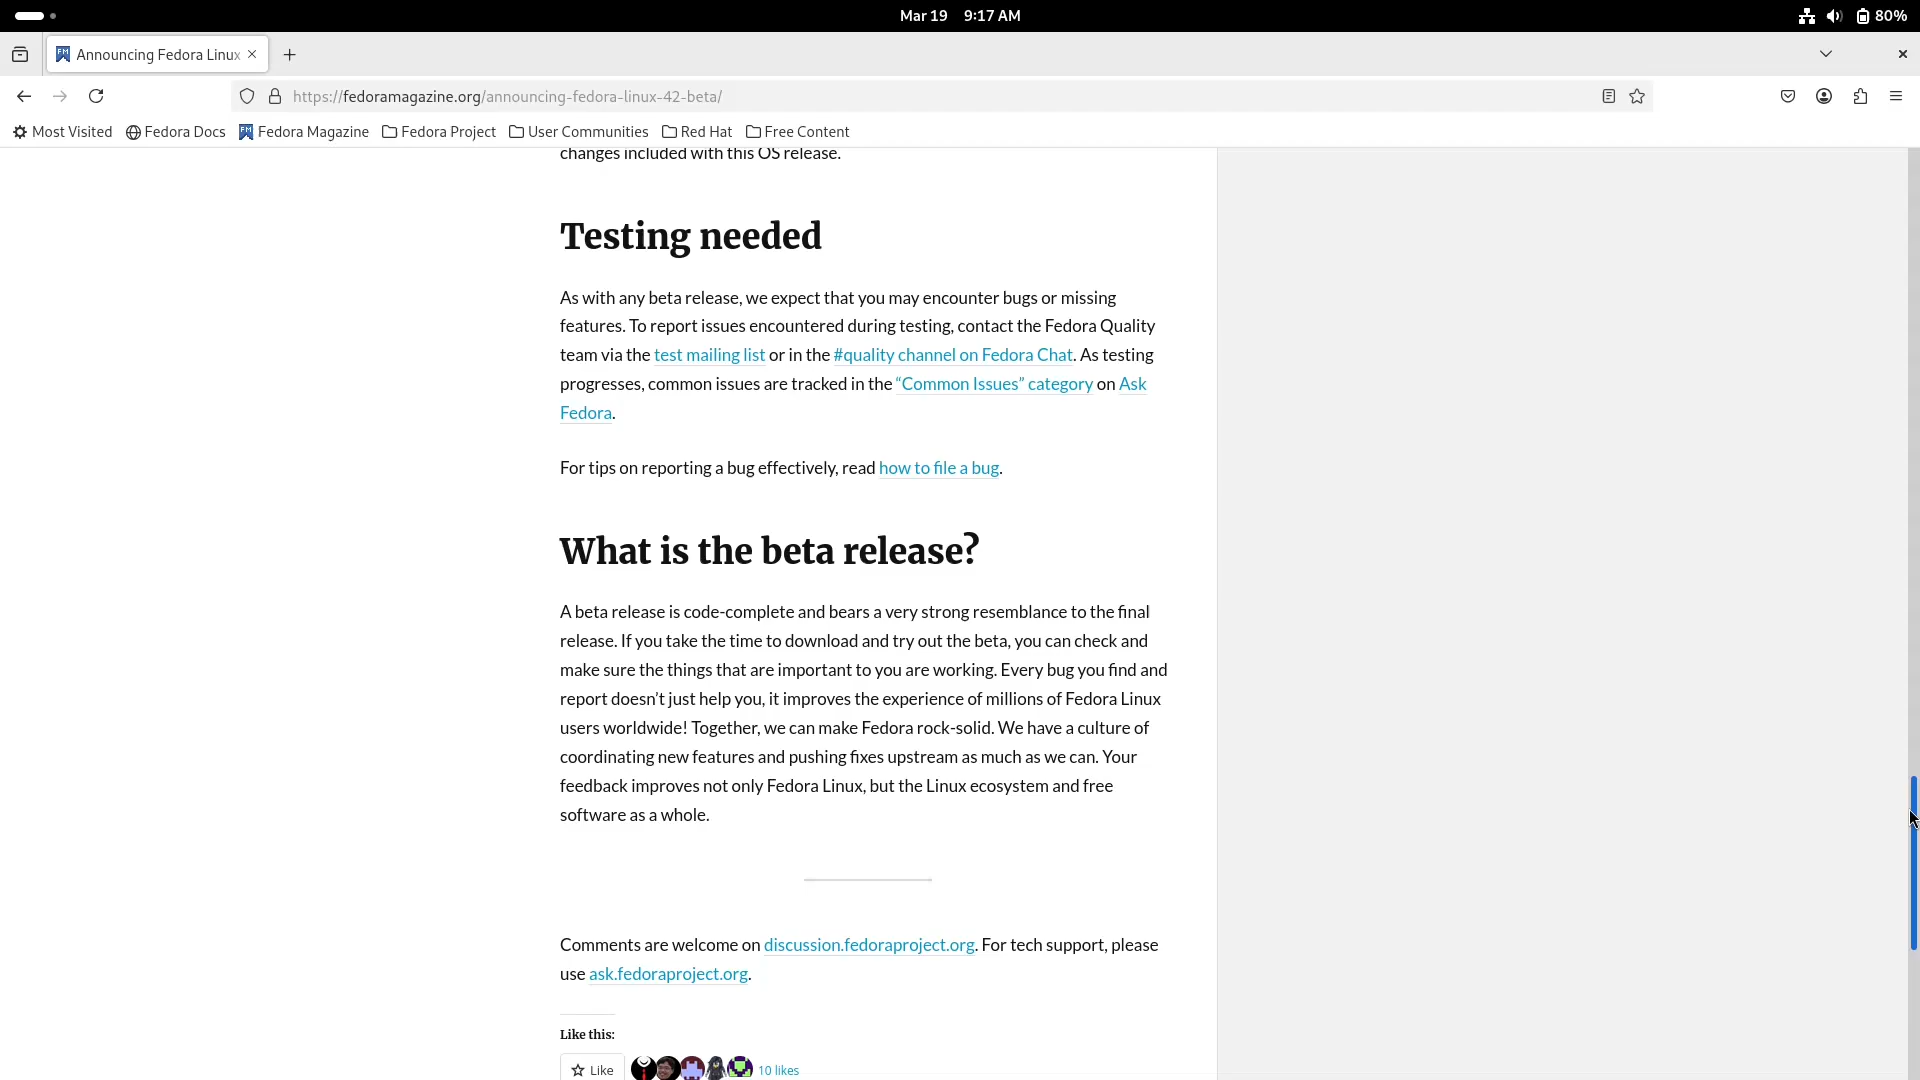 Mar 19 9:17 AM
80%
Announcing Fedora Linux
https://fedoramagazine.org/announcing-fedora-linux-42-beta/
Most Visited Fedora Docs Fedora Magazine Fedora Project User Communities Red Hat Free Content
changes included with this OS release.
Testing needed
As with any beta release, we expect that you may encounter bugs or missing
features. To report issues encountered during testing, contact the Fedora Quality
team via the test mailing list or in the #quality channel on Fedora Chat. As testing
progresses, common issues are tracked in the “Common Issues” category on Ask
Fedora.
For tips on reporting a bug effectively, read how to file a bug.
What is the beta release?
A beta release is code-complete and bears a very strong resemblance to the final
release. If you take the time to download and try out the beta, you can check and
make sure the things that are important to you are working. Every bug you find and
report doesn’t just help you, it improves the experience of millions of Fedora Linux
users worldwide! Together, we can make Fedora rock-solid. We have a culture of
coordinating new features and pushing fixes upstream as much as we can. Your
feedback improves not only Fedora Linux, but the Linux ecosystem and free
software as a whole.
Comments are welcome on discussion.fedoraproject.org. For tech support, please
use ask.fedoraproject.org.
Like this:
Like 10 likes